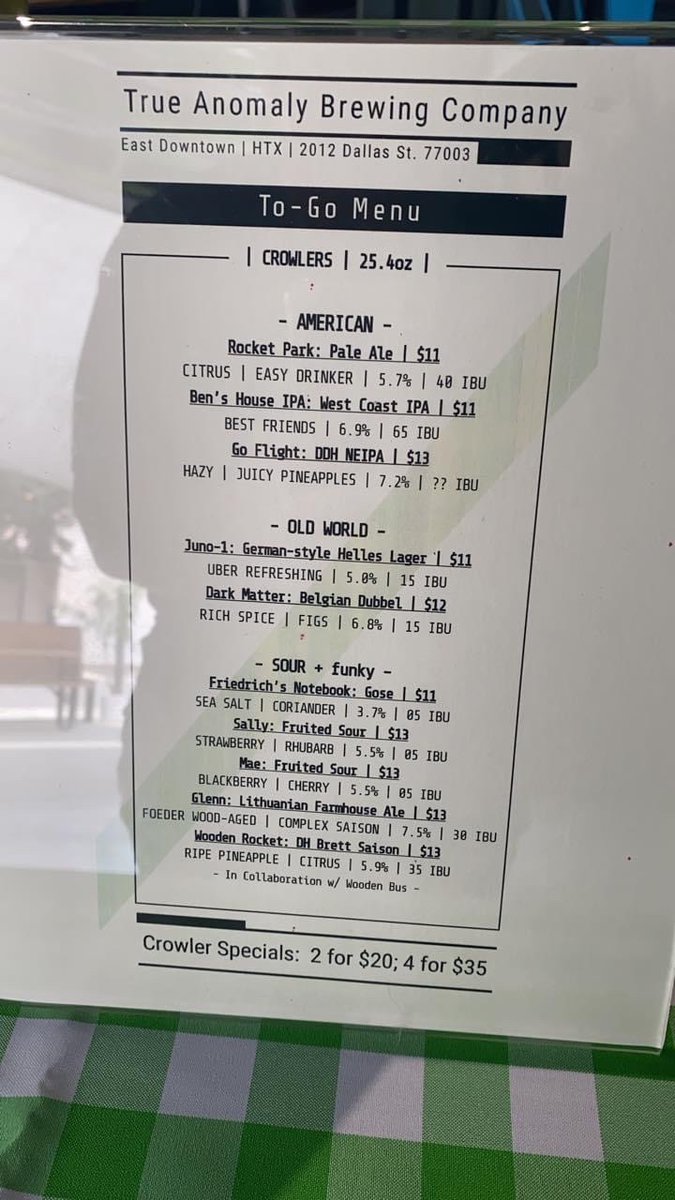 True Anomaly Brewing Company
East Downtown | HTX | 2012 Dallas St. 77003
To-Go Menu
| CROWLERS | 25.4oz |
- AMERICAN -
Rocket Park: Pale Ale | $11
CITRUS | EASY DRINKER | 5.7% | 40 IBU
Ben's House IPA: West Coast IPA | $11
BEST FRIENDS | 6.9% | 65 IBU
Go Flight: DDH NEIPA | $13
HAZY | JUICY PINEAPPLES | 7.2% | ?? IBU
- OLD WORLD -
Juno-1: German-style Helles Lager | $11
UBER REFRESHING | 5.0% | 15 IBU
Dark Matter: Belgian Dubbel | $12
RICH SPICE | FIGS | 6.8% | 15 IBU
- SOUR + funky -
Friedrich's Notebook: Gose | $11
SEA SALT | CORIANDER | 3.7% | 05 IBU
Sally: Fruited Sour | $13
STRAWBERRY | RHUBARB | 5.5% | 05 IBU
Mae: Fruited Sour | $13
BLACKBERRY | CHERRY | 5.5% | 05 IBU
Glenn: Lithuanian Farmhouse Ale | $13
FOEDER WOOD-AGED | COMPLEX SAISON | 7.5% | 30 IBU
Wooden Rocket: DH Brett Saison | $13
RIPE PINEAPPLE | CITRUS | 5.9% | 35 IBU
- In Collaboration w/ Wooden Bus -
Crowler Specials: 2 for $20; 4 for $35